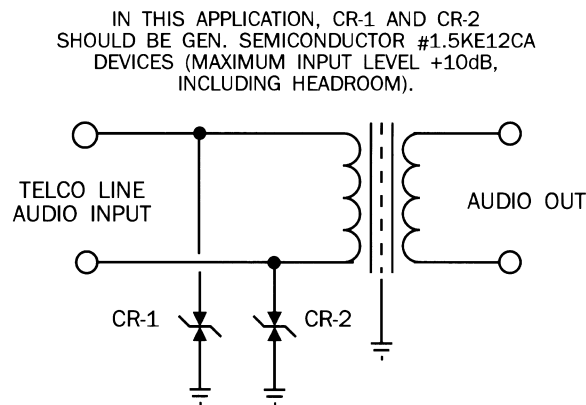 IN THIS APPLICATION, CR-1 AND CR-2
SHOULD BE GEN. SEMICONDUCTOR #1.5KE12CA
DEVICES (MAXIMUM INPUT LEVEL +10dB,
INCLUDING HEADROOM).
TELCO LINE
AUDIO INPUT
AUDIO OUT
CR-1
CR-2